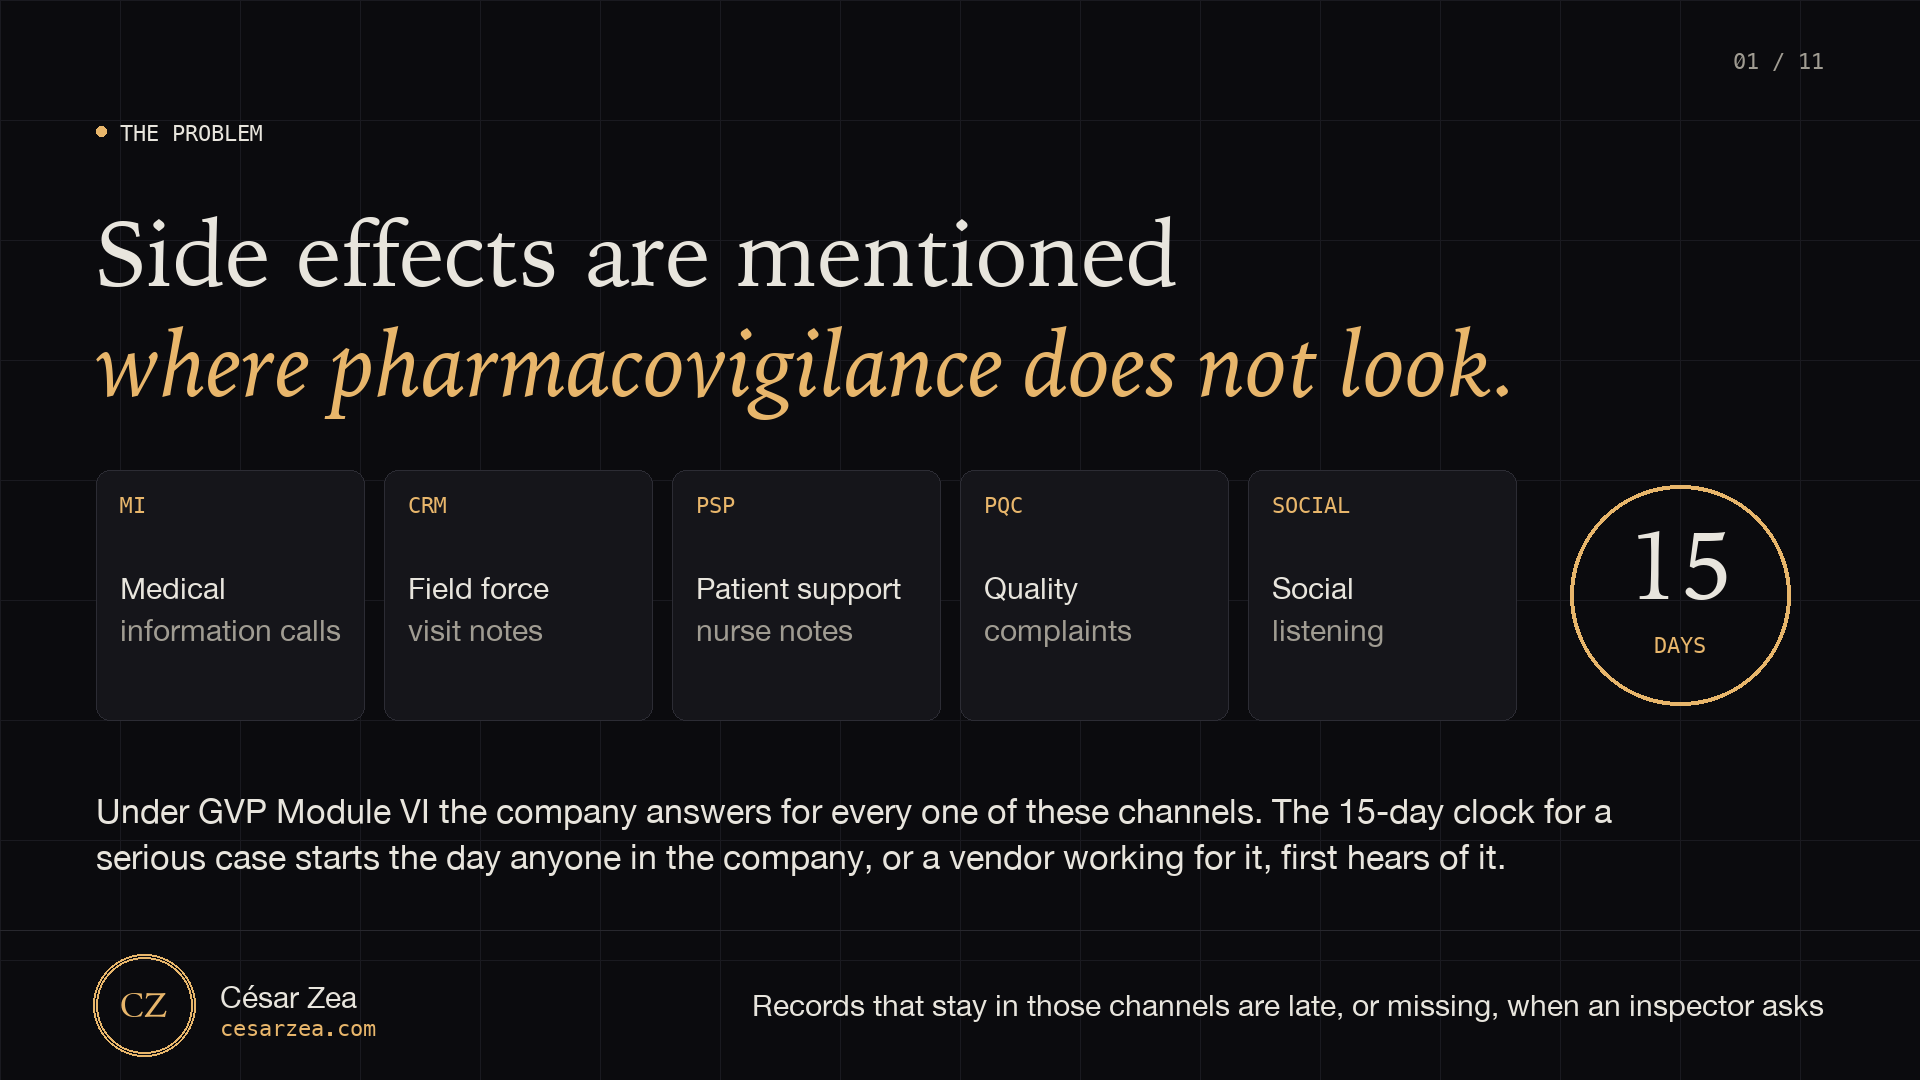 01 / 11
THE PROBLEM
Side effects are mentioned
where pharmacovigilance does not look.
MI
Medical
information calls
CRM
Field force
visit notes
PSP
Patient support
nurse notes
PQC
Quality
complaints
SOCIAL
Social
listening
15
DAYS
Under GVP Module VI the company answers for every one of these channels. The 15-day clock for a
serious case starts the day anyone in the company, or a vendor working for it, first hears of it.
CZ
César Zea
cesarzea.com
Records that stay in those channels are late, or missing, when an inspector asks